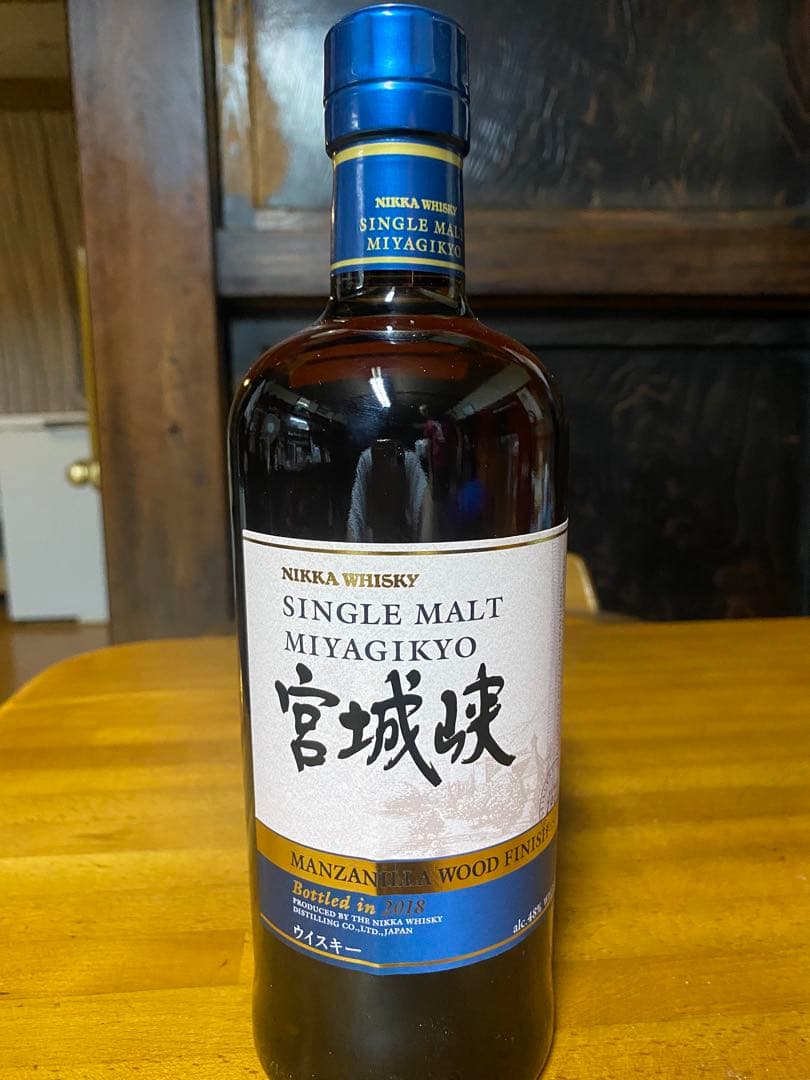 NIKKA WHISKY
SINGLE MALT
MIYAGIKYO
NIKKA WHISKY
SINGLE MALT
MIYAGIKYO
宮城峡
MANZANILLA WOOD FINISH
Bottled in 2018
PRODUCED BY THE NIKKA WHISKY
DISTILLING CO.,LTD.,JAPAN
alc.48%
ウイスキー